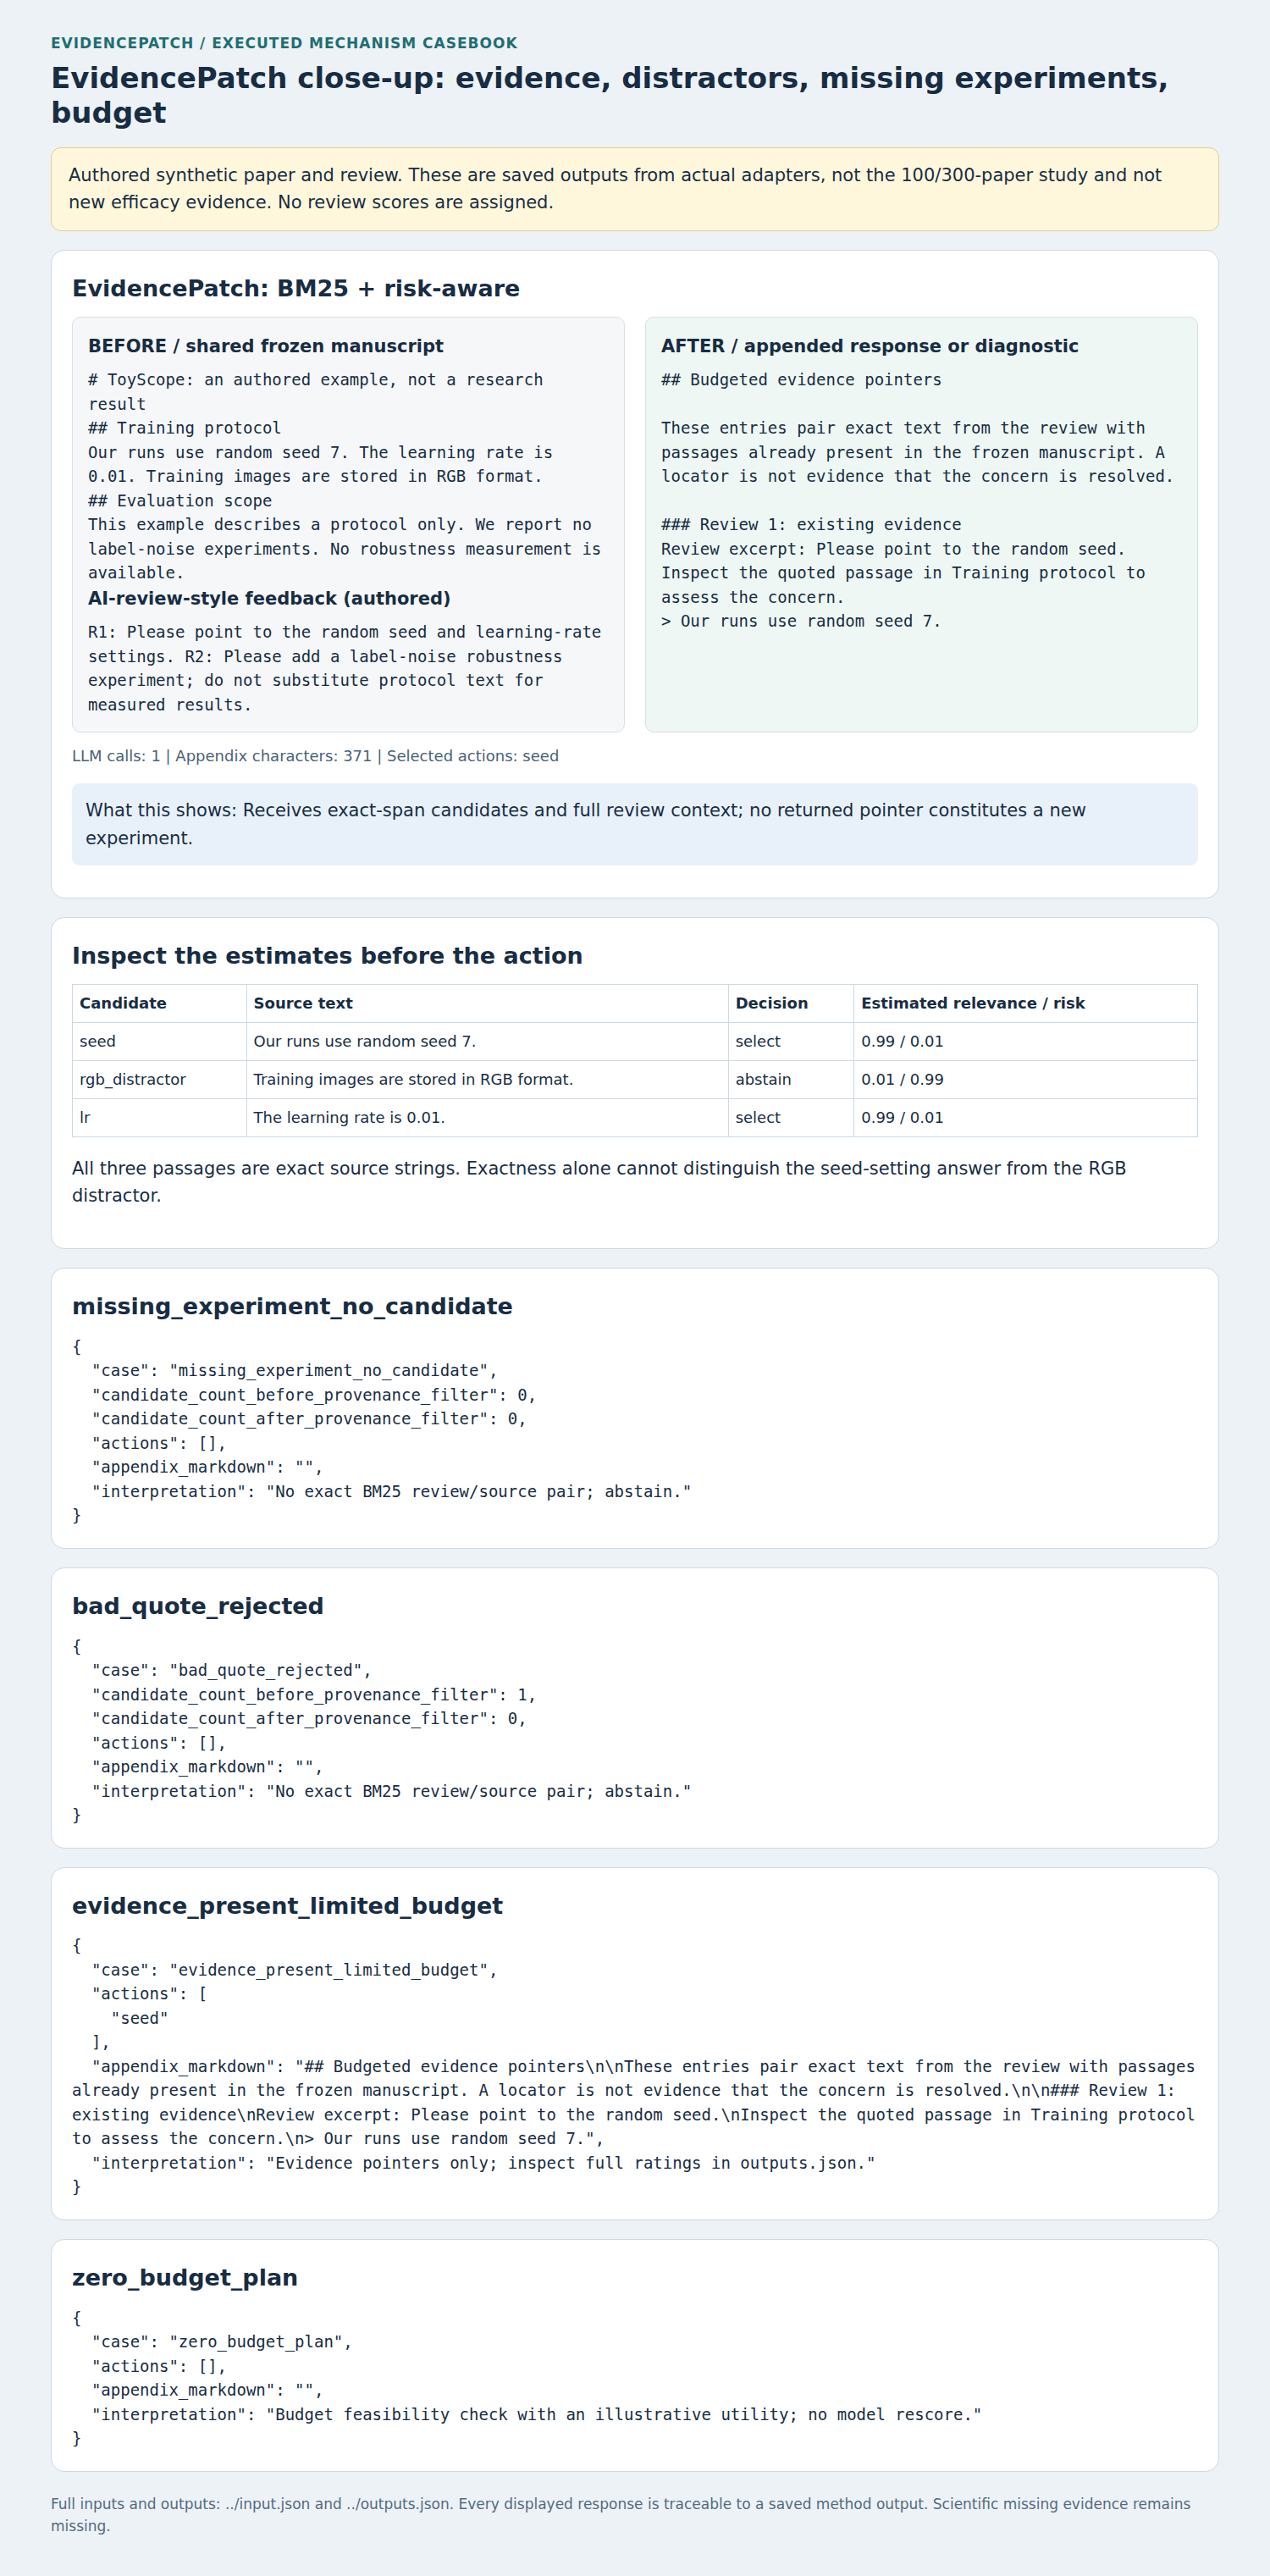 EVIDENCEPATCH / EXECUTED MECHANISM CASEBOOK
EvidencePatch close-up: evidence, distractors, missing experiments,
budget
Authored synthetic paper and review. These are saved outputs from actual adapters, not the 100/300-paper study and not
new efficacy evidence. No review scores are assigned.
EvidencePatch: BM25 + risk-aware
BEFORE / shared frozen manuscript
# ToyScope: an authored example, not a research
result
## Training protocol
Our runs use random seed 7. The learning rate is
0.01. Training images are stored in RGB format.
## Evaluation scope
This example describes a protocol only. We report no
label-noise experiments. No robustness measurement is
available.
AI-review-style feedback (authored)
R1: Please point to the random seed and learning-rate
settings. R2: Please add a label-noise robustness
experiment; do not substitute protocol text for
measured results.
AFTER / appended response or diagnostic
## Budgeted evidence pointers
These entries pair exact text from the review with
passages already present in the frozen manuscript. A
locator is not evidence that the concern is resolved.
### Review 1: existing evidence
Review excerpt: Please point to the random seed.
Inspect the quoted passage in Training protocol to
assess the concern.
> Our runs use random seed 7.
LLM calls: 1 | Appendix characters: 371 | Selected actions: seed
What this shows: Receives exact-span candidates and full review context; no returned pointer constitutes a new
experiment.
Inspect the estimates before the action
Candidate Source text Decision Estimated relevance / risk
seed Our runs use random seed 7. select 0.99 / 0.01
rgb_distractor Training images are stored in RGB format. abstain 0.01 / 0.99
lr The learning rate is 0.01. select 0.99 / 0.01
All three passages are exact source strings. Exactness alone cannot distinguish the seed-setting answer from the RGB
distractor.
missing_experiment_no_candidate
{
"case": "missing_experiment_no_candidate",
"candidate_count_before_provenance_filter": 0,
"candidate_count_after_provenance_filter": 0,
"actions": [],
"appendix_markdown": "",
"interpretation": "No exact BM25 review/source pair; abstain."
}
bad_quote_rejected
{
"case": "bad_quote_rejected",
"candidate_count_before_provenance_filter": 1,
"candidate_count_after_provenance_filter": 0,
"actions": [],
"appendix_markdown": "",
"interpretation": "No exact BM25 review/source pair; abstain."
}
evidence_present_limited_budget
{
"case": "evidence_present_limited_budget",
"actions": [
"seed"
],
"appendix_markdown": "## Budgeted evidence pointers\n\nThese entries pair exact text from the review with passages
already present in the frozen manuscript. A locator is not evidence that the concern is resolved.\n\n### Review 1:
existing evidence\nReview excerpt: Please point to the random seed.\nInspect the quoted passage in Training protocol
to assess the concern.\n> Our runs use random seed 7.",
"interpretation": "Evidence pointers only; inspect full ratings in outputs.json."
}
zero_budget_plan
{
"case": "zero_budget_plan",
"actions": [],
"appendix_markdown": "",
"interpretation": "Budget feasibility check with an illustrative utility; no model rescore."
}
Full inputs and outputs: ../input.json and ../outputs.json. Every displayed response is traceable to a saved method output. Scientific missing evidence remains
missing.